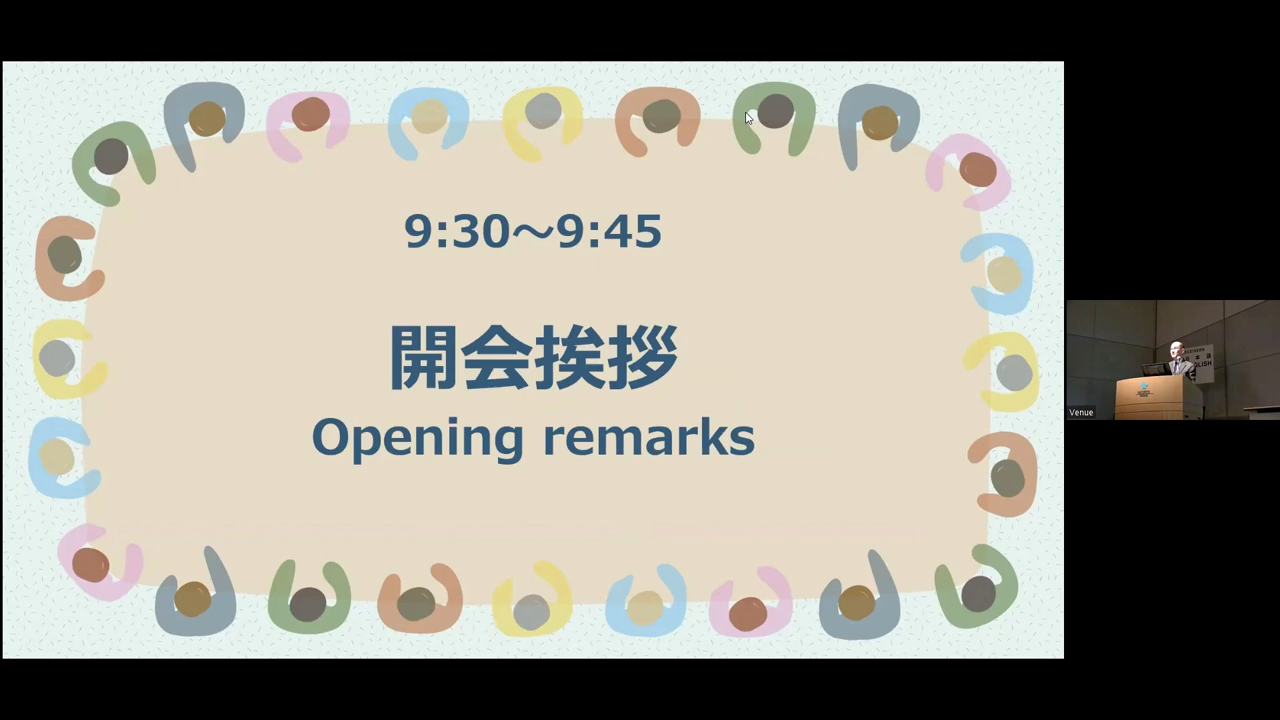 9:30～9:45
開会挨拶
Opening remarks
Venue